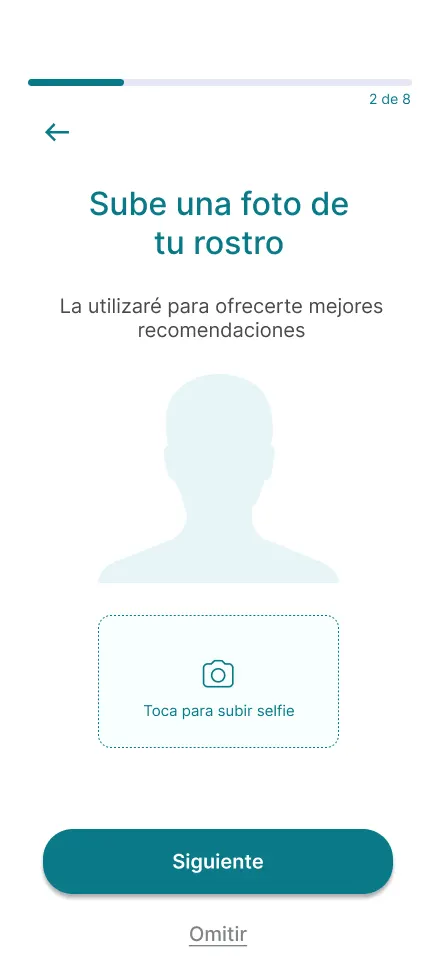 2 de 8
Sube una foto de
tu rostro
La utilizaré para ofrecerte mejores
recomendaciones
Toca para subir selfie
Siguiente
Omitir